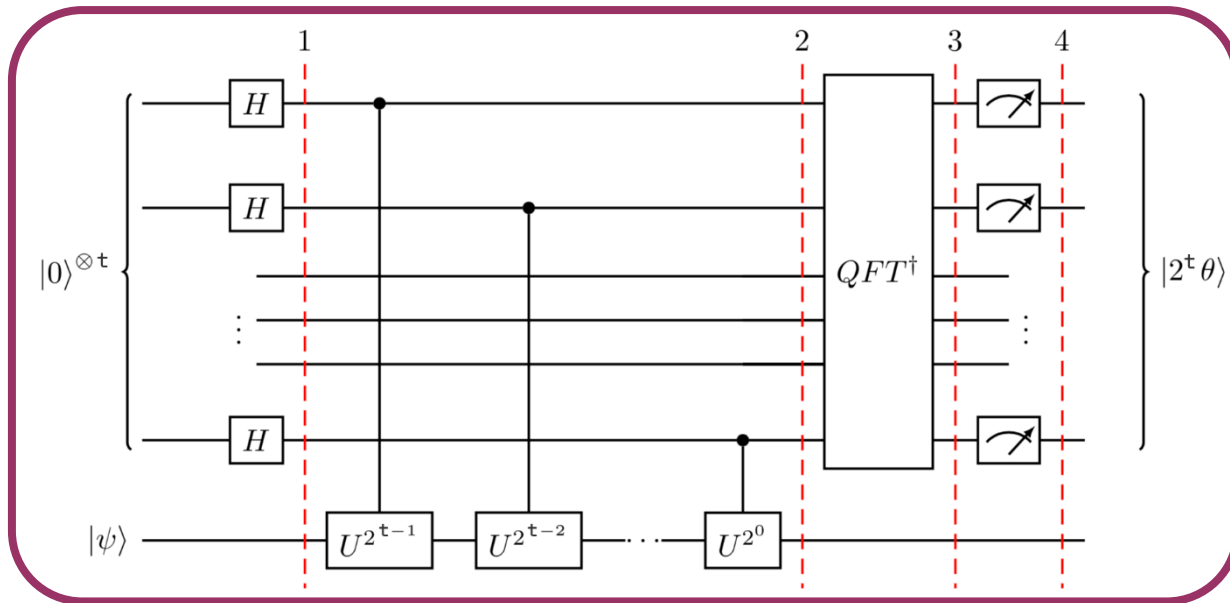 1 2 3 4
H
H
|0⟩^{⊗ t} QFT^† |2^t θ⟩
⋮ ⋮
H
|ψ⟩ U^{2^{t−1}} U^{2^{t−2}} ··· U^{2^0}